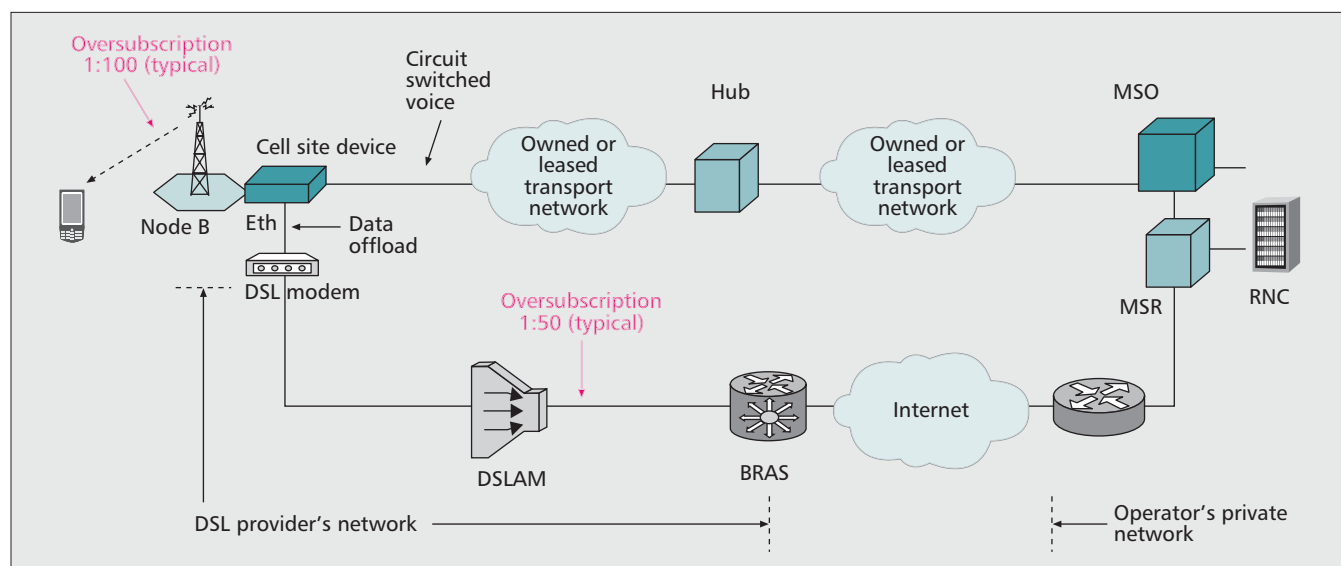 Oversubscription
1:100 (typical)
Circuit
switched
voice
Hub
MSO
Cell site device
Owned or
leased
transport
network
Owned or
leased
transport
network
Node B
Eth
Data
offload
DSL modem
Oversubscription
1:50 (typical)
MSR
RNC
Internet
DSLAM
BRAS
DSL provider's network
Operator's private
network